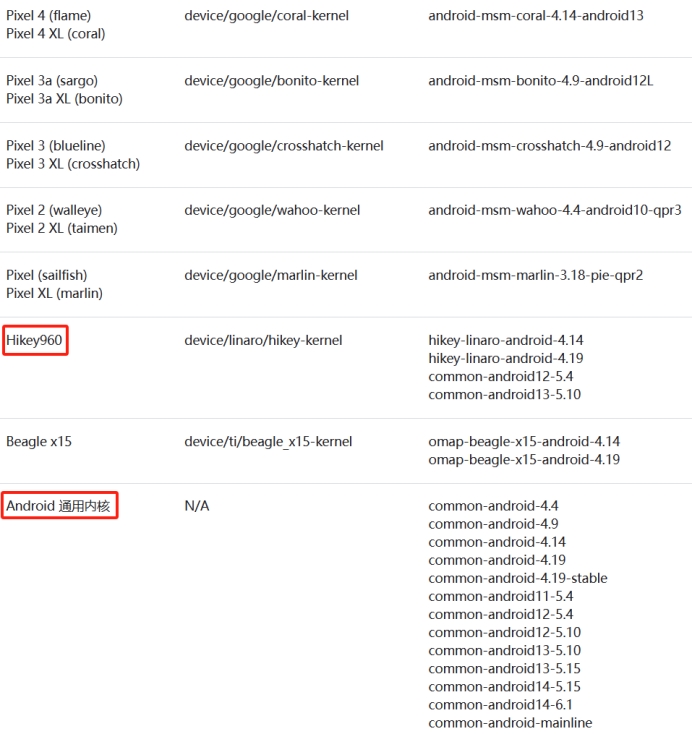 Pixel 4 (flame) device/google/coral-kernel android-msm-coral-4.14-android13
Pixel 4 XL (coral)
Pixel 3a (sargo) device/google/bonito-kernel android-msm-bonito-4.9-android12L
Pixel 3a XL (bonito)
Pixel 3 (blueline) device/google/crosshatch-kernel android-msm-crosshatch-4.9-android12
Pixel 3 XL (crosshatch)
Pixel 2 (walleye) device/google/wahoo-kernel android-msm-wahoo-4.4-android10-qpr3
Pixel 2 XL (taimen)
Pixel (sailfish) device/google/marlin-kernel android-msm-marlin-3.18-pie-qpr2
Pixel XL (marlin)
Hikey960 device/linaro/hikey-kernel hikey-linaro-android-4.14
hikey-linaro-android-4.19
common-android12-5.4
common-android13-5.10
Beagle x15 device/ti/beagle_x15-kernel omap-beagle-x15-android-4.14
omap-beagle-x15-android-4.19
Android 通用内核 N/A common-android-4.4
common-android-4.9
common-android-4.14
common-android-4.19
common-android-4.19-stable
common-android11-5.4
common-android12-5.4
common-android12-5.10
common-android13-5.10
common-android13-5.15
common-android14-5.15
common-android14-6.1
common-android-mainline